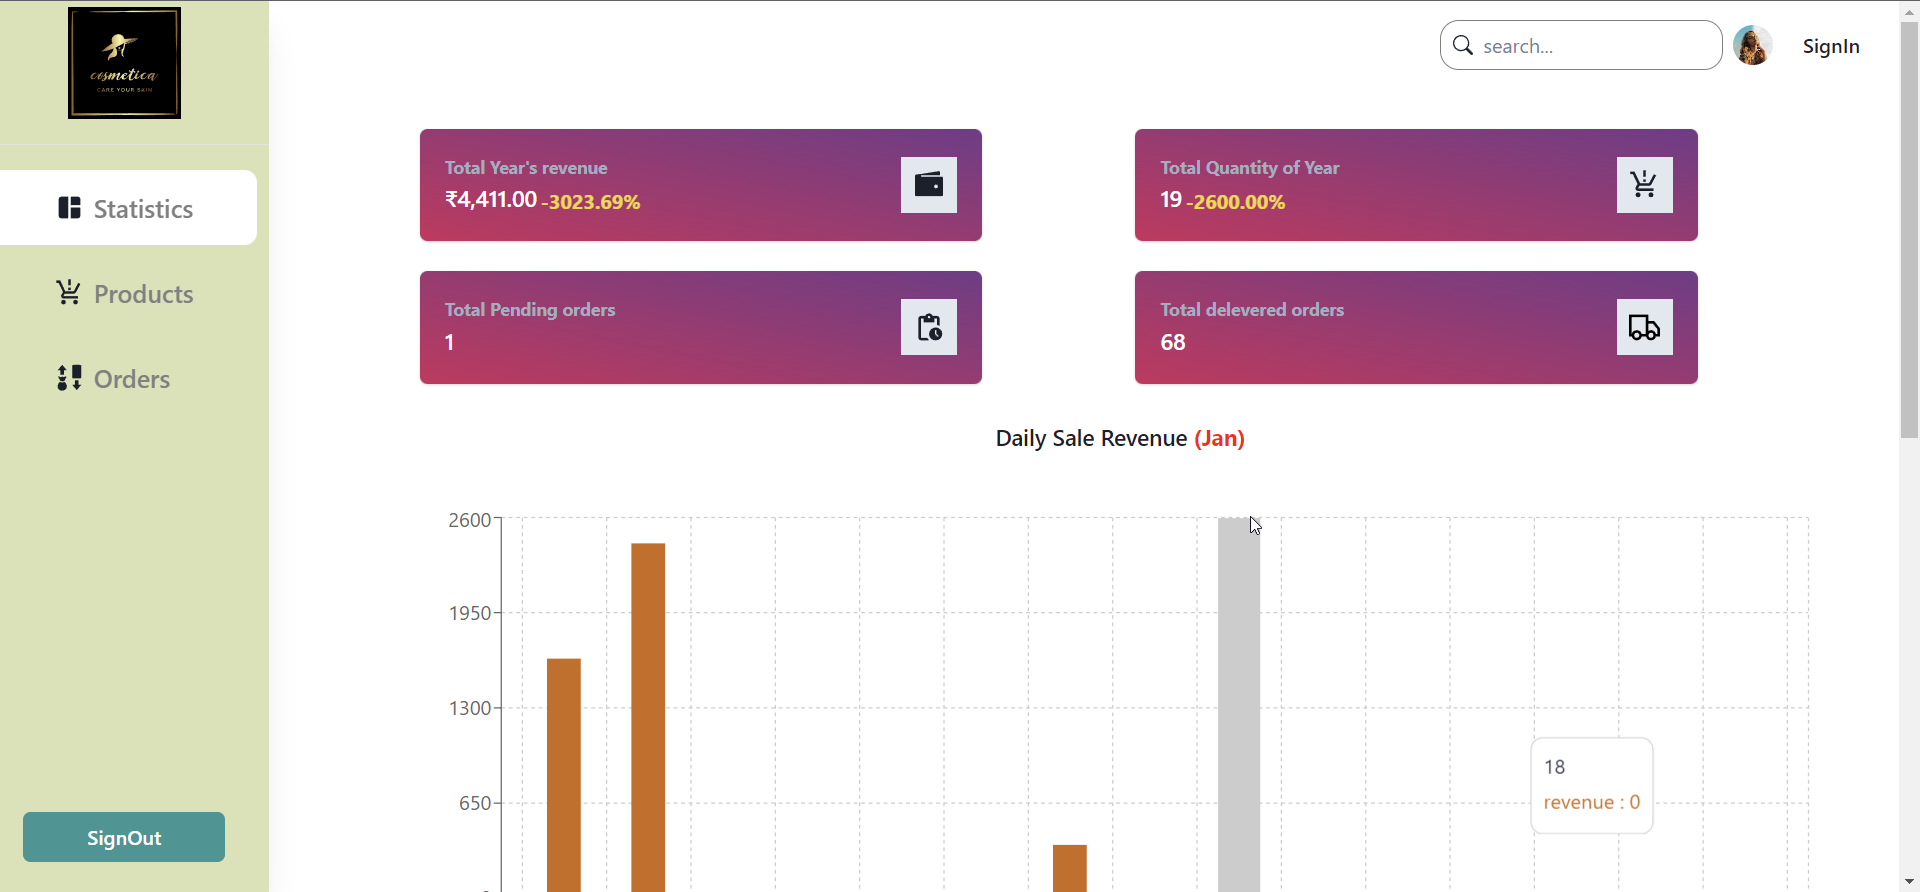 cosmetica
CARE YOUR SKIN
search...
SignIn
Statistics
Products
Orders
SignOut
Total Year's revenue
₹4,411.00 -3023.69%
Total Quantity of Year
19 -2600.00%
Total Pending orders
1
Total delevered orders
68
Daily Sale Revenue (Jan)
2600
1950
1300
650
18
revenue : 0